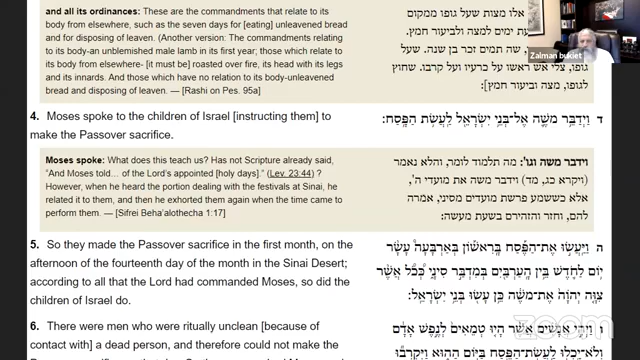 and all its ordinances: These are the commandments that relate to its
body from elsewhere, such as the seven days for [eating] unleavened bread
and for disposing of leaven. (Another version: The commandments relating
to its body-an unblemished male lamb in its first year; those which relate to
its body from elsewhere- [it must be] roasted over fire, its head with its legs
and its innards. And those which have no relation to its body-unleavened
bread and disposing of leaven. — [Rashi on Pes. 95a]
אלו מצות שעל גופו ממקום
ימים למצה ולביעור חמץ
שה תמים זכר בן שנה. שעל
גופו, צלי אש ראשו על כרעיו ועל קרבו. שחוץ
לגופו, מצה וביעור חמץ]:
Zalman bukiet
4. Moses spoke to the children of Israel [instructing them] to
make the Passover sacrifice.
ד וַיְדַבֵּר מֹשֶׁה אֶל־בְּנֵי יִשְׂרָאֵל לַעֲשֹׂת הַפָּסַח:
Moses spoke: What does this teach us? Has not Scripture already said,
“And Moses told… of the Lord’s appointed [holy days].” (Lev. 23:44) ?
However, when he heard the portion dealing with the festivals at Sinai, he
related it to them, and then he exhorted them again when the time came to
perform them. — [Sifrei Beha’alothecha 1:17]
וידבר משה וגו': מה תלמוד לומר, והלא נאמר
(ויקרא כג, מד) וידבר משה את מועדי ה',
אלא כששמע פרשת מועדים מסיני, אמרה
להם, וחזר והזהירם בשעת מעשה:
5. So they made the Passover sacrifice in the first month, on the
afternoon of the fourteenth day of the month in the Sinai Desert;
according to all that the Lord had commanded Moses, so did the
children of Israel do.
ה וַיַּעֲשׂוּ אֶת־הַפֶּסַח בָּרִאשׁוֹן בְּאַרְבָּעָה עָשָׂר
יוֹם לַחֹדֶשׁ בֵּין הָעַרְבַּיִם בְּמִדְבַּר סִינָי כְּכֹל אֲשֶׁר
צִוָּה יְהֹוָה אֶת־מֹשֶׁה כֵּן עָשׂוּ בְּנֵי יִשְׂרָאֵל:
6. There were men who were ritually unclean [because of
contact with] a dead person, and therefore could not make the
ו וַיְהִי אֲנָשִׁים אֲשֶׁר הָיוּ טְמֵאִים לְנֶפֶשׁ אָדָם
וְלֹא־יָכְלוּ לַעֲשֹׂת־הַפֶּסַח בַּיּוֹם הַהוּא וַיִּקְרְבוּ
zoom